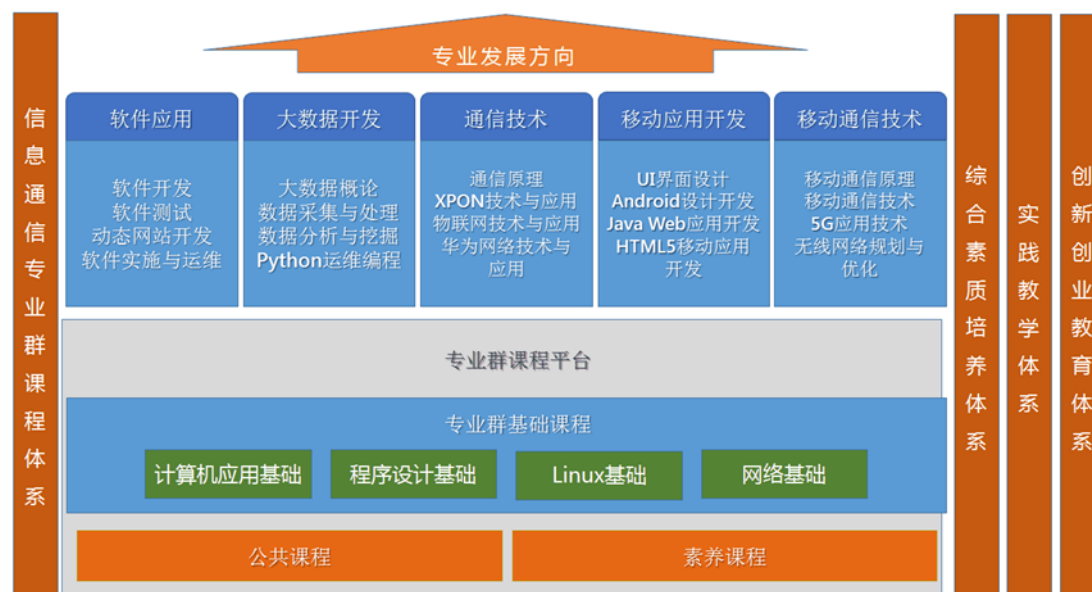 信息通信专业群课程体系
专业发展方向
软件应用
软件开发
软件测试
动态网站开发
软件实施与运维
大数据开发
大数据概论
数据采集与处理
数据分析与挖掘
Python运维编程
通信技术
通信原理
XPON技术与应用
物联网技术与应用
华为网络技术与
应用
移动应用开发
UI界面设计
Android设计开发
Java Web应用开发
HTML5移动应用
开发
移动通信技术
移动通信原理
移动通信技术
5G应用技术
无线网络规划与
优化
专业群课程平台
专业群基础课程
计算机应用基础
程序设计基础
Linux基础
网络基础
公共课程
素养课程
综合素质培养体系
实践教学体系
创新创业教育体系